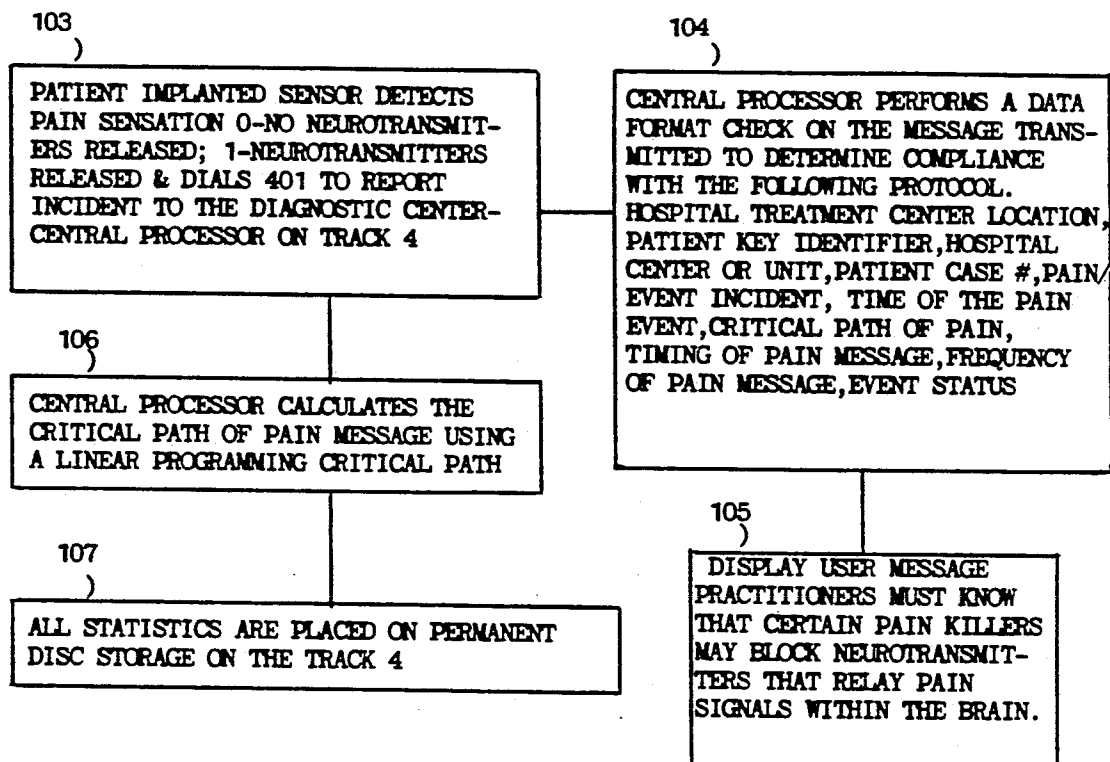 103
PATIENT IMPLANTED SENSOR DETECTS
PAIN SENSATION 0-NO NEUROTRANSMIT-
ERS RELEASED; 1-NEUROTRANSMITTERS
RELEASED & DIALS 401 TO REPORT
INCIDENT TO THE DIAGNOSTIC CENTER-
CENTRAL PROCESSOR ON TRACK 4
104
CENTRAL PROCESSOR PERFORMS A DATA
FORMAT CHECK ON THE MESSAGE TRANS-
MITTED TO DETERMINE COMPLIANCE
WITH THE FOLLOWING PROTOCOL.
HOSPITAL TREATMENT CENTER LOCATION,
PATIENT KEY IDENTIFIER,HOSPITAL
CENTER OR UNIT,PATIENT CASE #,PAIN/
EVENT INCIDENT, TIME OF THE PAIN
EVENT,CRITICAL PATH OF PAIN,
TIMING OF PAIN MESSAGE,FREQUENCY
OF PAIN MESSAGE,EVENT STATUS
106
CENTRAL PROCESSOR CALCULATES THE
CRITICAL PATH OF PAIN MESSAGE USING
A LINEAR PROGRAMMING CRITICAL PATH
107
ALL STATISTICS ARE PLACED ON PERMANENT
DISC STORAGE ON THE TRACK 4
105
DISPLAY USER MESSAGE
PRACTITIONERS MUST KNOW
THAT CERTAIN PAIN KILLERS
MAY BLOCK NEUROTRANSMIT-
TERS THAT RELAY PAIN
SIGNALS WITHIN THE BRAIN.